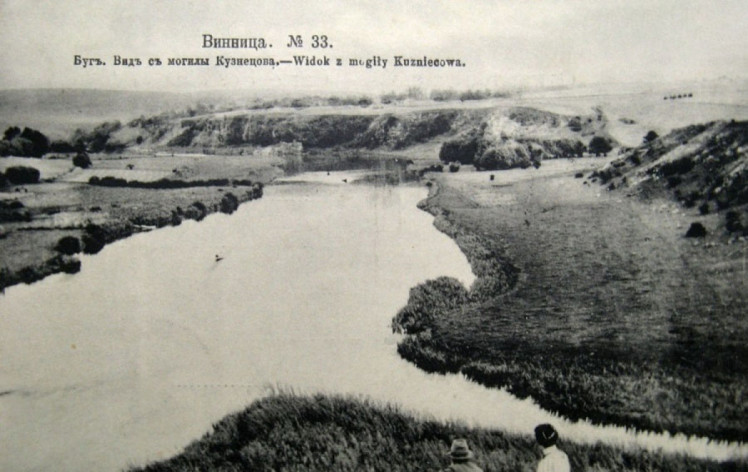 Винница. № 33.
Бугъ. Видъ съ могилы Кузнецова.—Widok z mogiły Kuzniecowa.